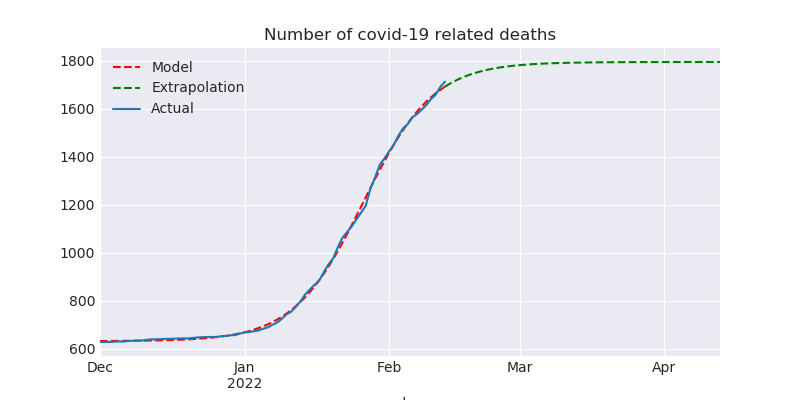 Number of covid-19 related deaths
1800
1600
1400
1200
1000
800
600
Model
Extrapolation
Actual
Dec
Jan
Feb
Mar
Apr
2022